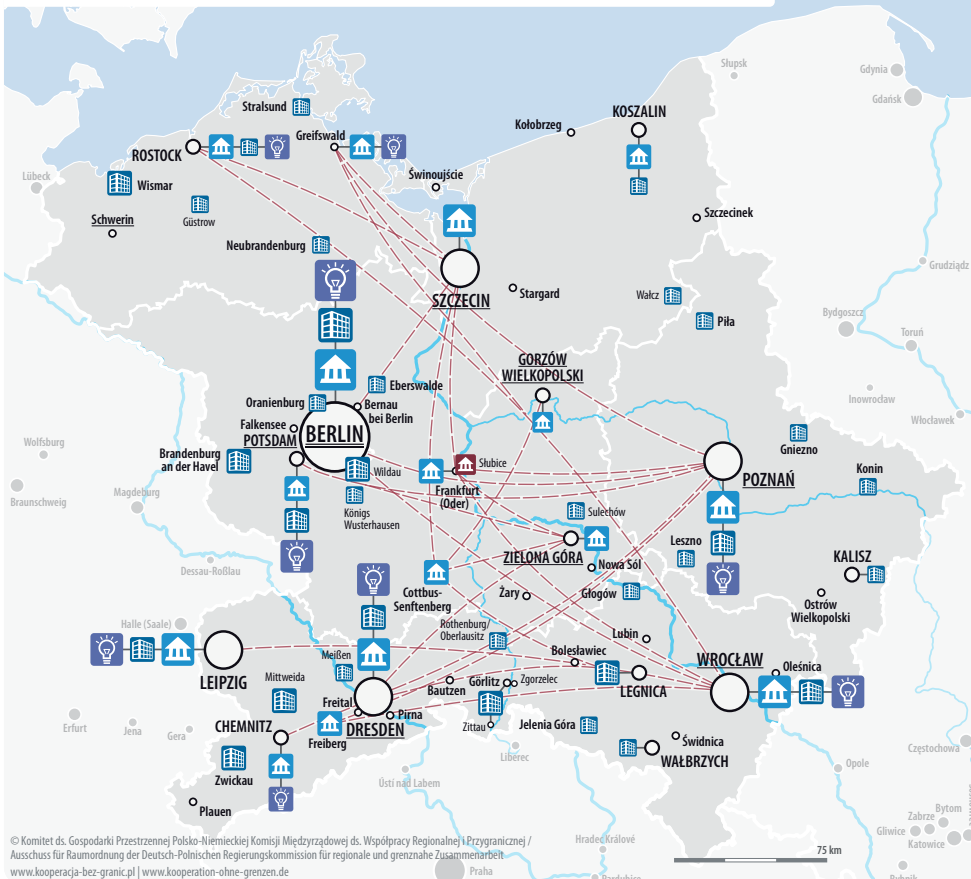 Słupsk
Gdynia
Gdańsk
Stralsund
KOSZALIN
Greifswald
Kołobrzeg
ROSTOCK
Lübeck
Wismar
Świnoujście
Güstrow
Schwerin
Szczecinek
Neubrandenburg
Grudziądz
SZCZECIN
Stargard
Wałcz
Piła
Bydgoszcz
Toruń
GORZÓW
WIELKOPOLSKI
Eberswalde
Oranienburg
Bernau
bei Berlin
Inowrocław
Włocławek
Falkensee
POTSDAM
BERLIN
Gniezno
Wolfsburg
Brandenburg
an der Havel
Wildau
Słubice
Frankfurt
(Oder)
POZNAŃ
Konin
Braunschweig
Magdeburg
Königs
Wusterhausen
Sulechów
ZIELONA GÓRA
Leszno
Nowa Sól
KALISZ
Dessau-Roßlau
Cottbus-
Senftenberg
Żary
Głogów
Ostrów
Wielkopolski
Halle (Saale)
Rothenburg/
Oberlausitz
Lubin
Bolesławiec
WROCŁAW
Oleśnica
LEIPZIG
Meißen
Mittweida
Bautzen
Görlitz
Zgorzelec
LEGNICA
Freital
Pirna
DRESDEN
Freiberg
Zittau
Jelenia Góra
Świdnica
WAŁBRZYCH
Erfurt
Jena
Gera
CHEMNITZ
Zwickau
Plauen
Liberec
Ústí nad Labem
Opole
Częstochowa
Bytom
Zabrze
Gliwice
Katowice
Hradec Králové
Praha
Pardubice
Rybnik
75 km
© Komitet ds. Gospodarki Przestrzennej Polsko-Niemieckiej Komisji Międzyrządowej ds. Współpracy Regionalnej i Przygranicznej /
Ausschuss für Raumordnung der Deutsch-Polnischen Regierungskommission für regionale und grenznahe Zusammenarbeit
www.kooperacja-bez-granic.pl | www.kooperation-ohne-grenzen.de